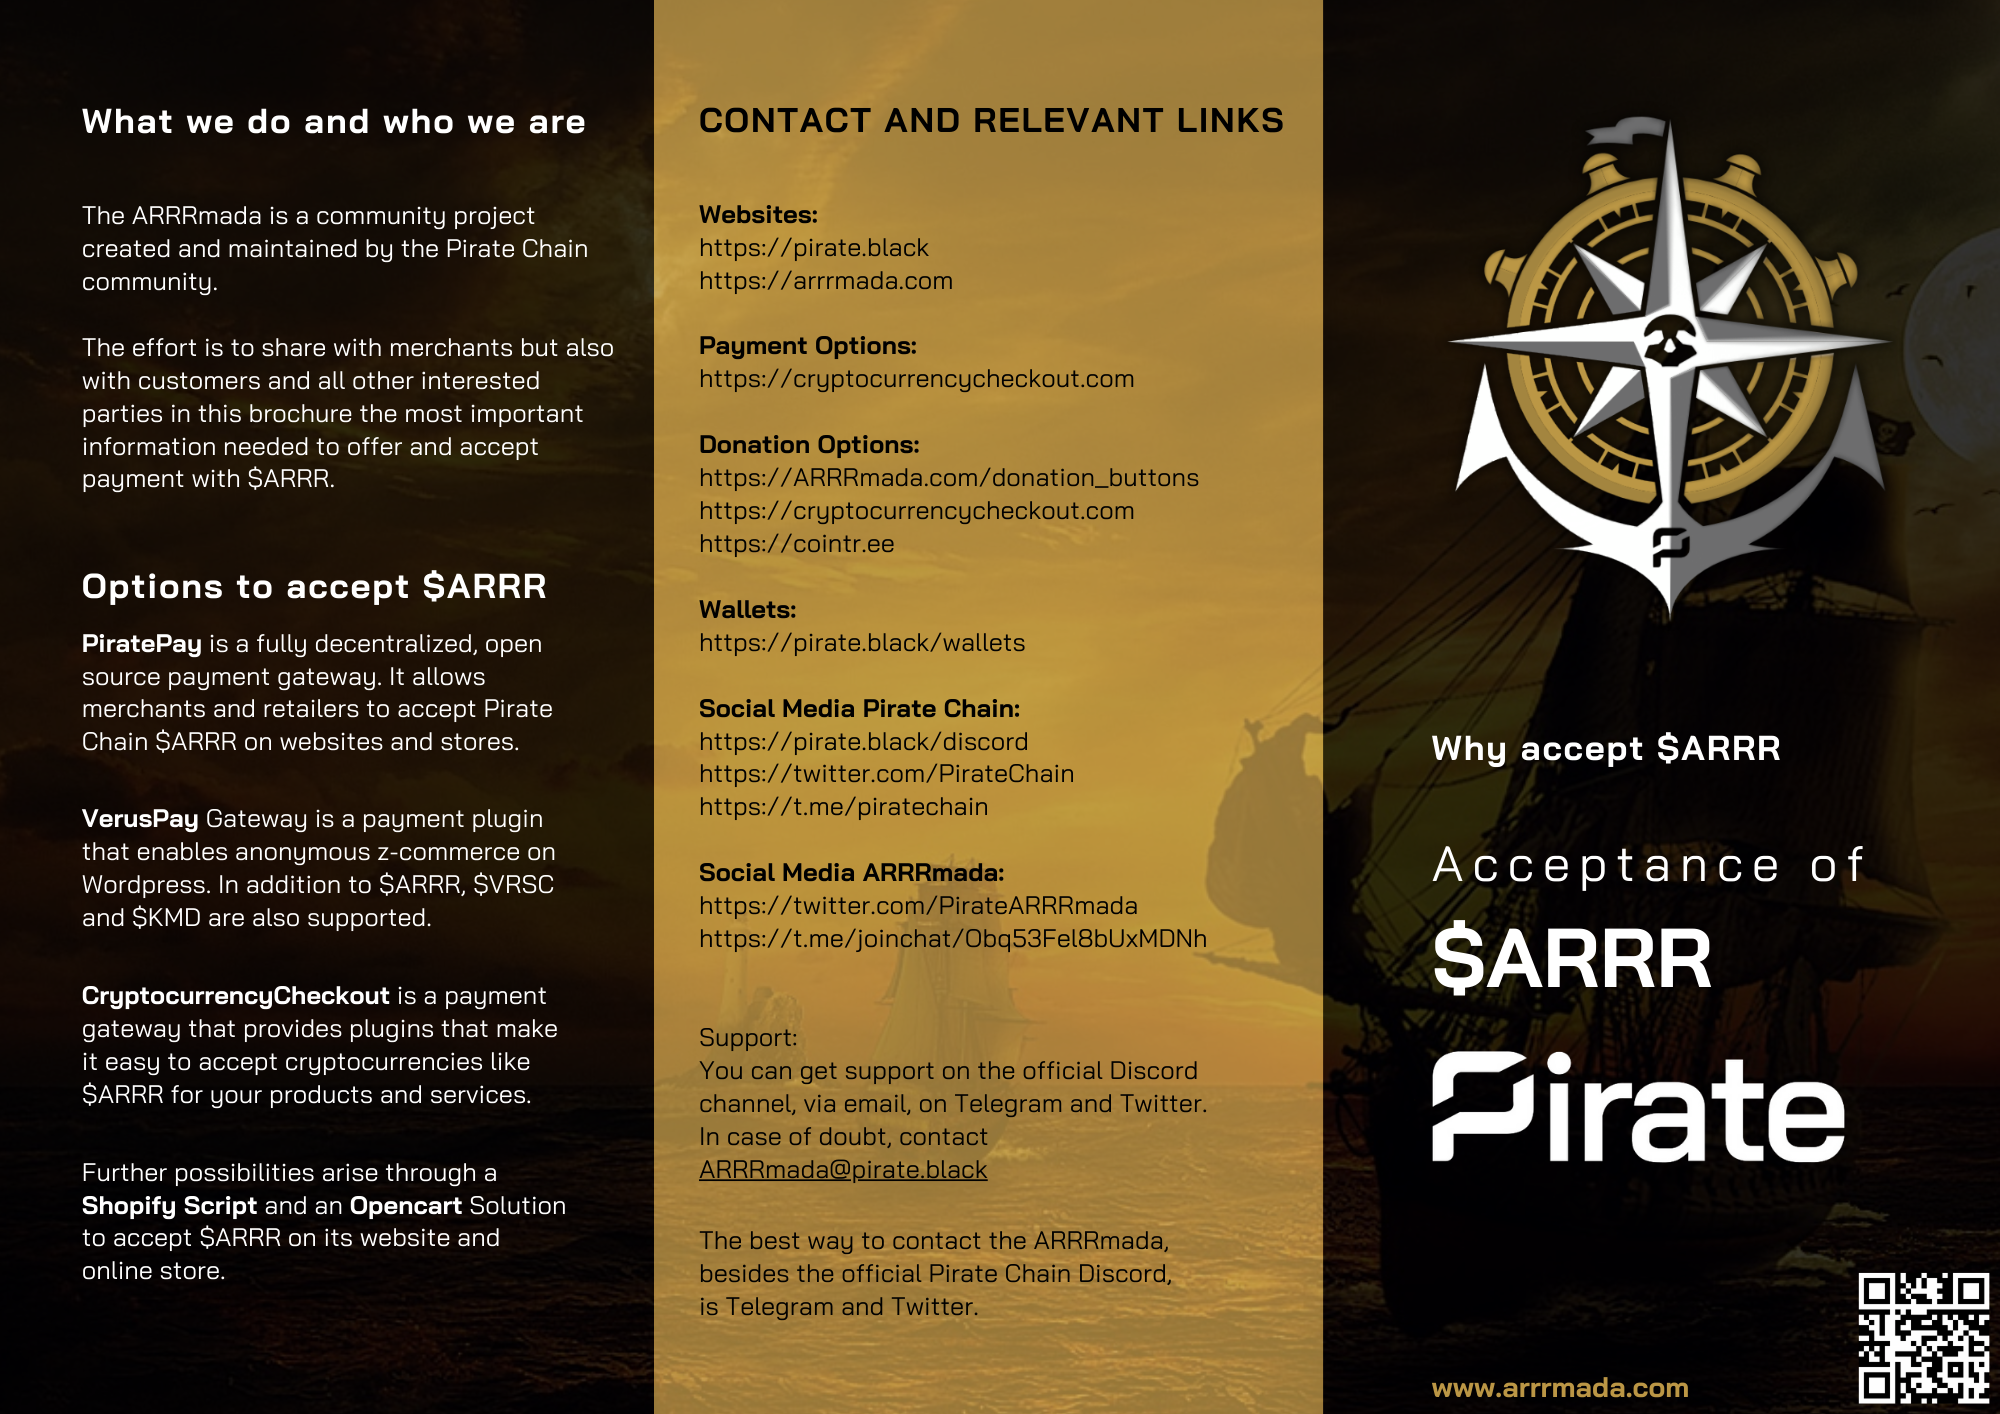 What we do and who we are
The ARRRmada is a community project
created and maintained by the Pirate Chain
community.
The effort is to share with merchants but also
with customers and all other interested
parties in this brochure the most important
information needed to offer and accept
payment with $ARRR.
Options to accept $ARRR
PiratePay is a fully decentralized, open
source payment gateway. It allows
merchants and retailers to accept Pirate
Chain $ARRR on websites and stores.
VerusPay Gateway is a payment plugin
that enables anonymous z-commerce on
Wordpress. In addition to $ARRR, $VRSC
and $KMD are also supported.
CryptocurrencyCheckout is a payment
gateway that provides plugins that make
it easy to accept cryptocurrencies like
$ARRR for your products and services.
Further possibilities arise through a
Shopify Script and an Opencart Solution
to accept $ARRR on its website and
online store.
CONTACT AND RELEVANT LINKS
Websites:
https://pirate.black
https://arrrmada.com
Payment Options:
https://cryptocurrencycheckout.com
Donation Options:
https://ARRRmada.com/donation_buttons
https://cryptocurrencycheckout.com
https://cointr.ee
Wallets:
https://pirate.black/wallets
Social Media Pirate Chain:
https://pirate.black/discord
https://twitter.com/PirateChain
https://t.me/piratechain
Social Media ARRRmada:
https://twitter.com/PirateARRRmada
https://t.me/joinchat/Obq53Fel8bUxMDNh
Support:
You can get support on the official Discord
channel, via email, on Telegram and Twitter.
In case of doubt, contact
ARRRmada@pirate.black
The best way to contact the ARRRmada,
besides the official Pirate Chain Discord,
is Telegram and Twitter.
Why accept $ARRR
Acceptance of
$ARRR
Pirate
www.arrrmada.com